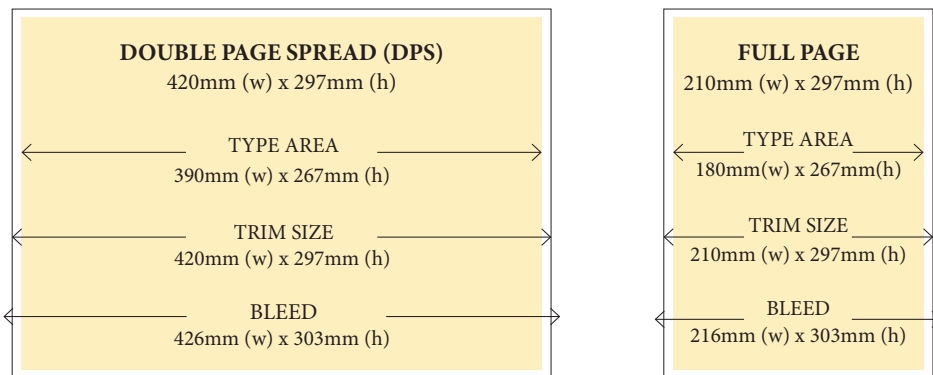 DOUBLE PAGE SPREAD (DPS)
420mm (w) x 297mm (h)
TYPE AREA
390mm (w) x 267mm (h)
TRIM SIZE
420mm (w) x 297mm (h)
BLEED
426mm (w) x 303mm (h)
FULL PAGE
210mm (w) x 297mm (h)
TYPE AREA
180mm(w) x 267mm(h)
TRIM SIZE
210mm (w) x 297mm (h)
BLEED
216mm (w) x 303mm (h)